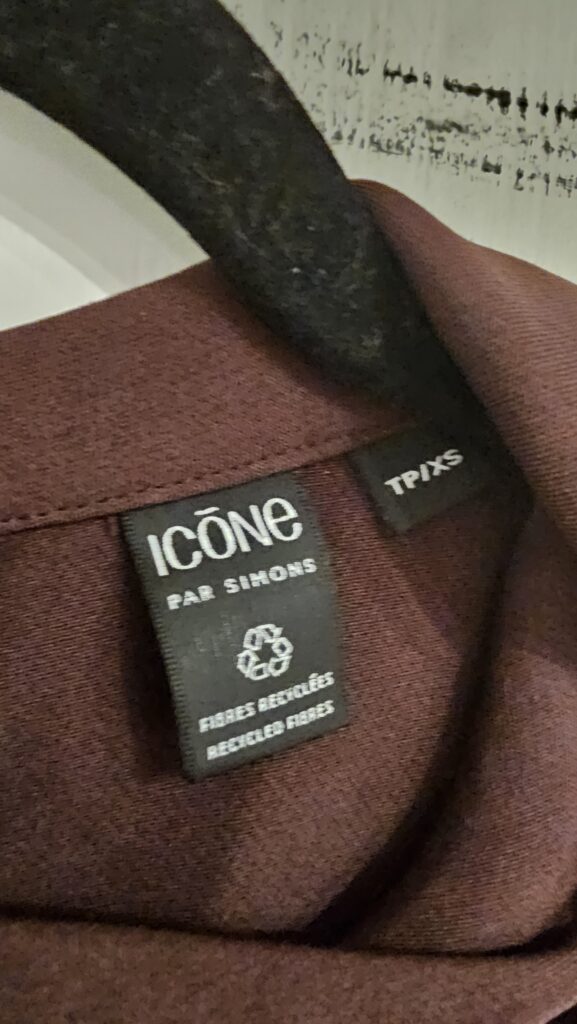 ICŌNE
PAR SIMONS
FIBRES RECYCLÉES
RECYCLED FIBRES
TP/XS